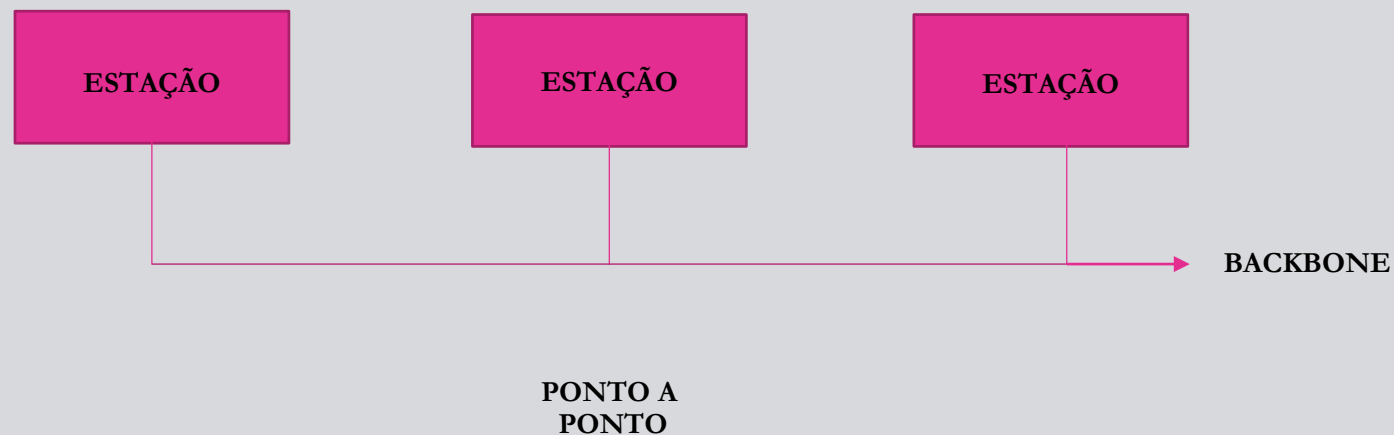 ESTAÇÃO
ESTAÇÃO
ESTAÇÃO
BACKBONE
PONTO A
PONTO